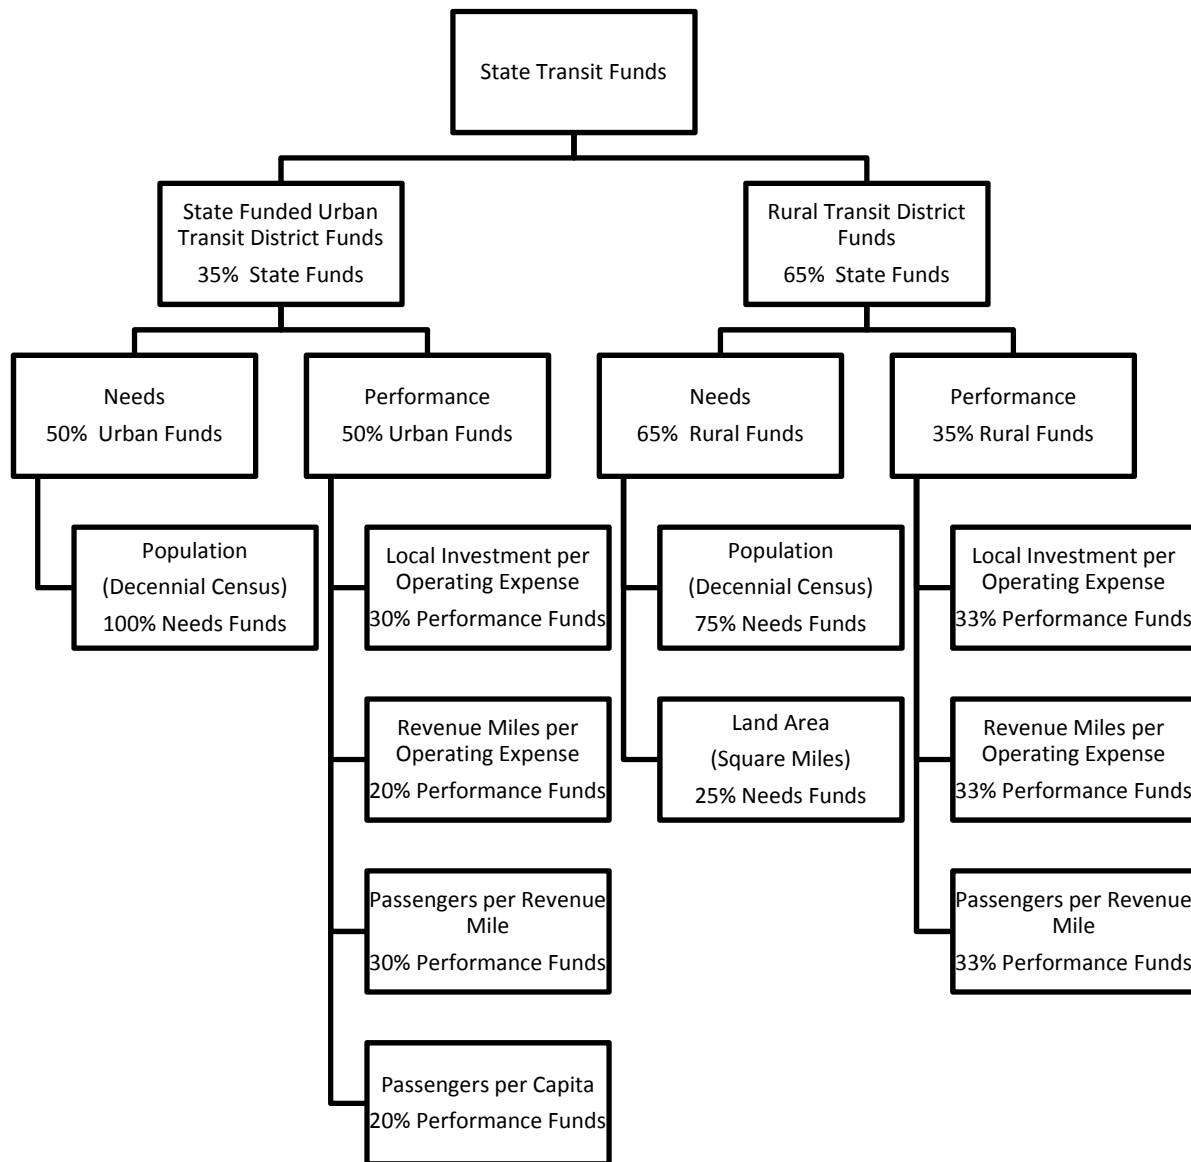 State Transit Funds
State Funded Urban
Transit District Funds
35%  State Funds
Rural Transit District
Funds
65%  State Funds
Needs
50%  Urban Funds
Performance
50% Urban Funds
Needs
65%  Rural Funds
Performance
35% Rural Funds
Population
(Decennial Census)
100% Needs Funds
Local Investment per
Operating Expense
30% Performance Funds
Revenue Miles per
Operating Expense
20% Performance Funds
Passengers per Revenue
Mile
30% Performance Funds
Passengers per Capita
20% Performance Funds
Population
(Decennial Census)
75% Needs Funds
Land Area
(Square Miles)
25% Needs Funds
Local Investment per
Operating Expense
33% Performance Funds
Revenue Miles per
Operating Expense
33% Performance Funds
Passengers per Revenue
Mile
33% Performance Funds